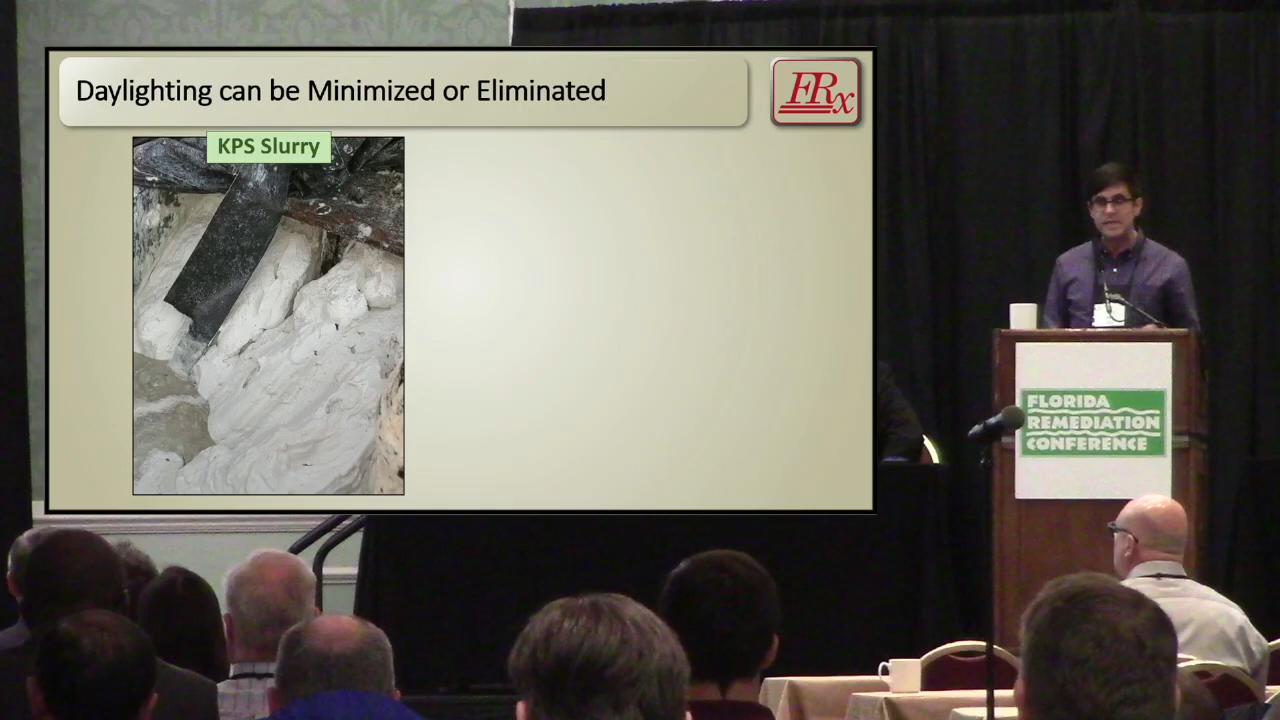 Daylighting can be Minimized or Eliminated
FRx
KPS Slurry
FLORIDA
REMEDIATION
CONFERENCE